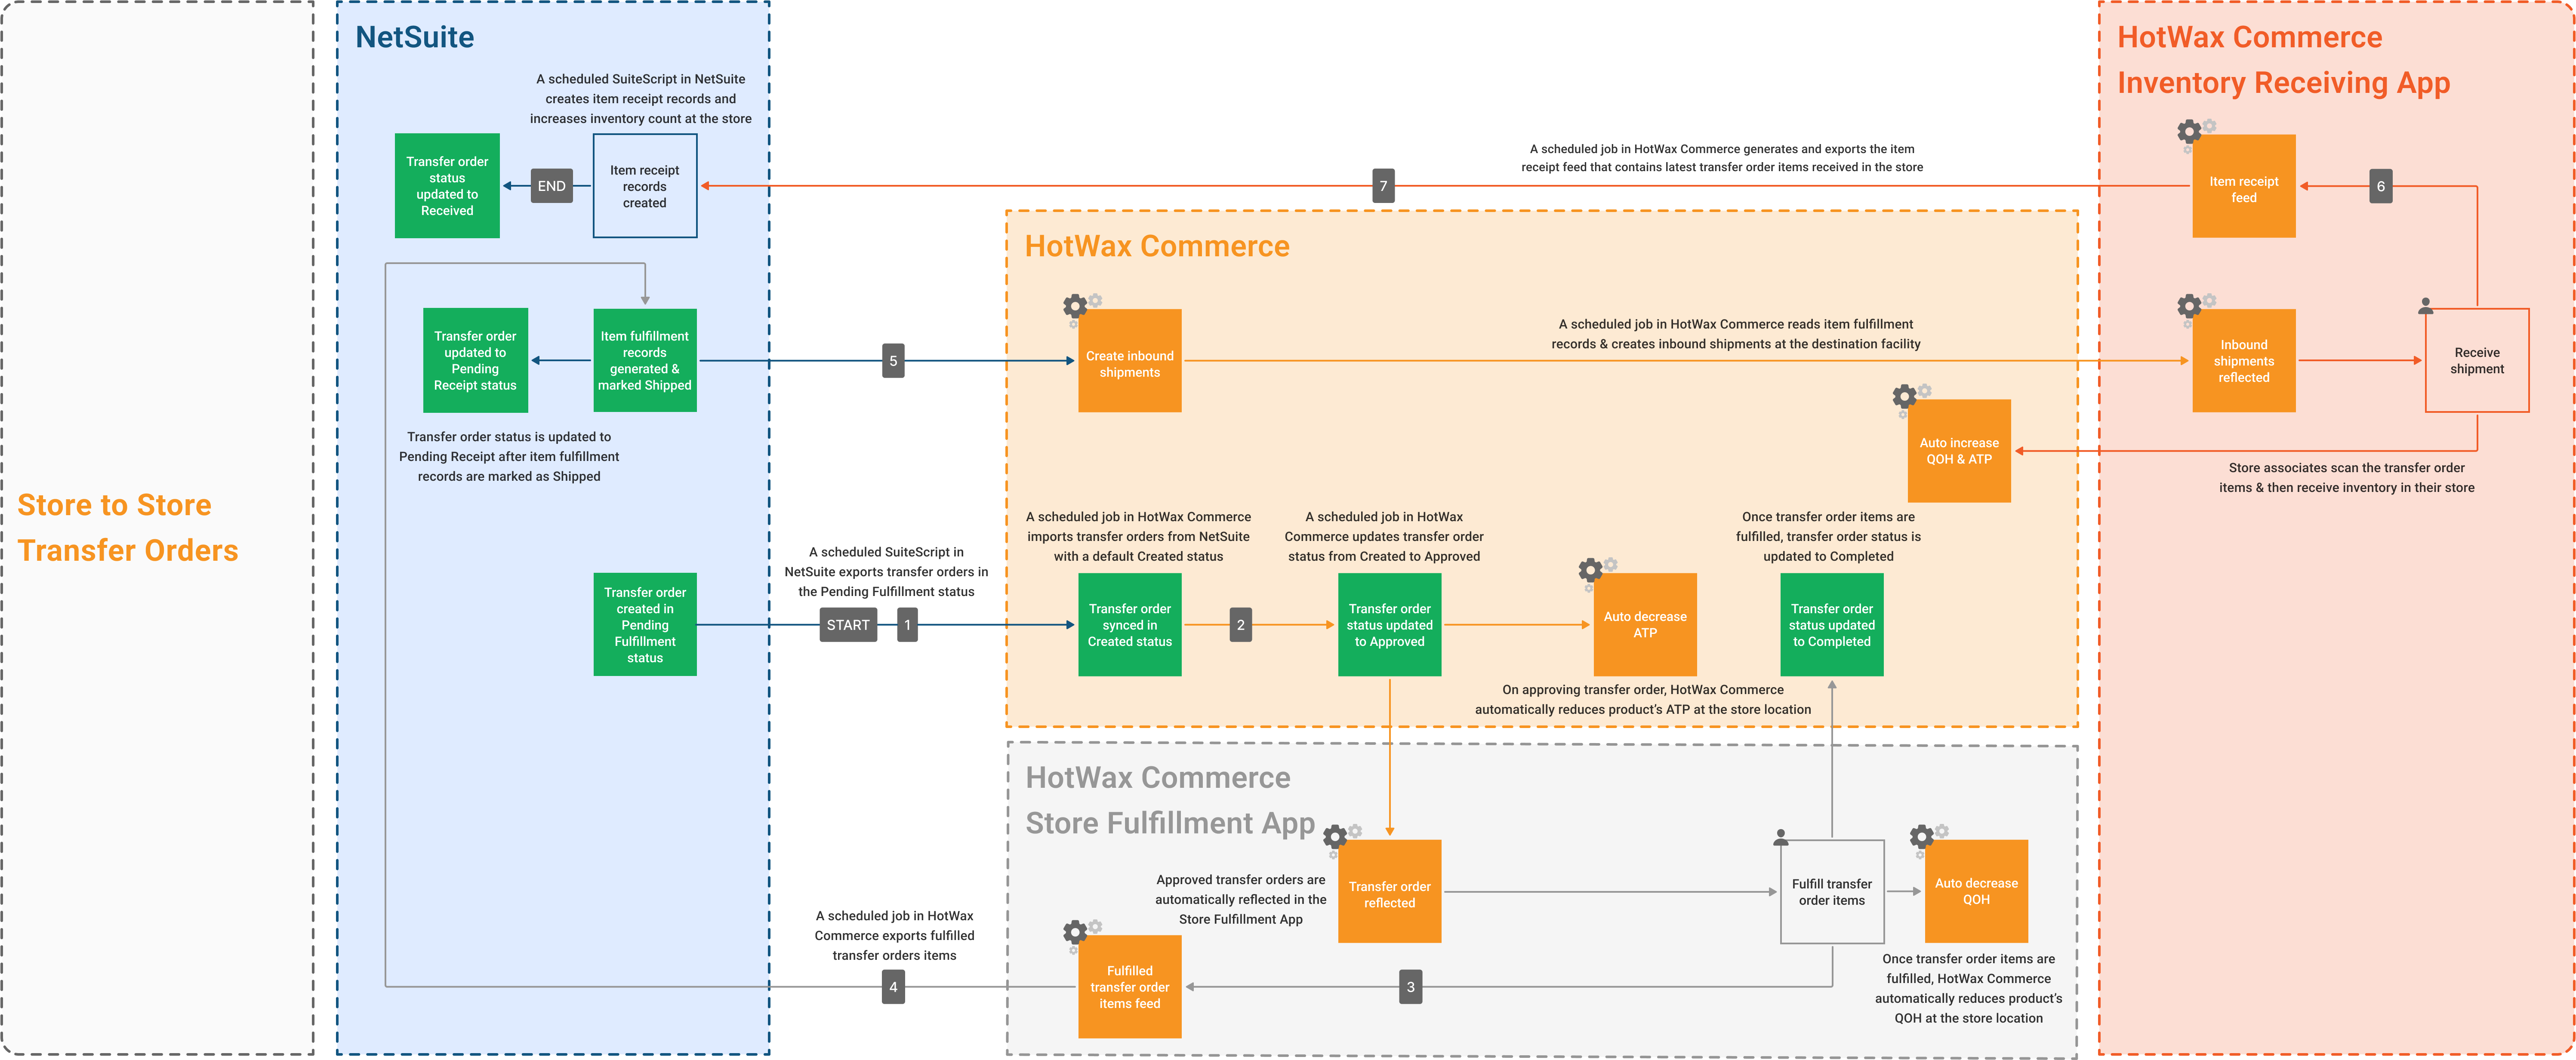 Store to Store
Transfer Orders
NetSuite
A scheduled SuiteScript in NetSuite
creates item receipt records and
increases inventory count at the store
Transfer order
status
updated to
Received
END
Item receipt
records
created
7
A scheduled job in HotWax Commerce generates and exports the item
receipt feed that contains latest transfer order items received in the store
Transfer order
updated to
Pending
Receipt status
Item fulfillment
records
generated &
marked Shipped
Transfer order status is updated to
Pending Receipt after item fulfillment
records are marked as Shipped
5
Transfer order
created in
Pending
Fulfillment
status
A scheduled SuiteScript in
NetSuite exports transfer orders in
the Pending Fulfillment status
START
1
A scheduled job in HotWax
Commerce exports fulfilled
transfer orders items
4
HotWax Commerce
Create inbound
shipments
A scheduled job in HotWax Commerce reads item fulfillment
records & creates inbound shipments at the destination facility
Auto increase
QOH & ATP
A scheduled job in HotWax Commerce
imports transfer orders from NetSuite
with a default Created status
Transfer order
synced in
Created status
2
A scheduled job in HotWax
Commerce updates transfer order
status from Created to Approved
Transfer order
status updated
to Approved
Auto decrease
ATP
On approving transfer order, HotWax Commerce
automatically reduces product's ATP at the store location
Once transfer order items are
fulfilled, transfer order status is
updated to Completed
Transfer order
status updated
to Completed
HotWax Commerce
Store Fulfillment App
Approved transfer orders are
automatically reflected in the
Store Fulfillment App
Transfer order
reflected
Fulfill transfer
order items
Auto decrease
QOH
Once transfer order items are
fulfilled, HotWax Commerce
automatically reduces product's
QOH at the store location
Fulfilled
transfer order
items feed
3
HotWax Commerce
Inventory Receiving App
Item receipt
feed
6
Inbound
shipments
reflected
Receive
shipment
Store associates scan the transfer order
items & then receive inventory in their store